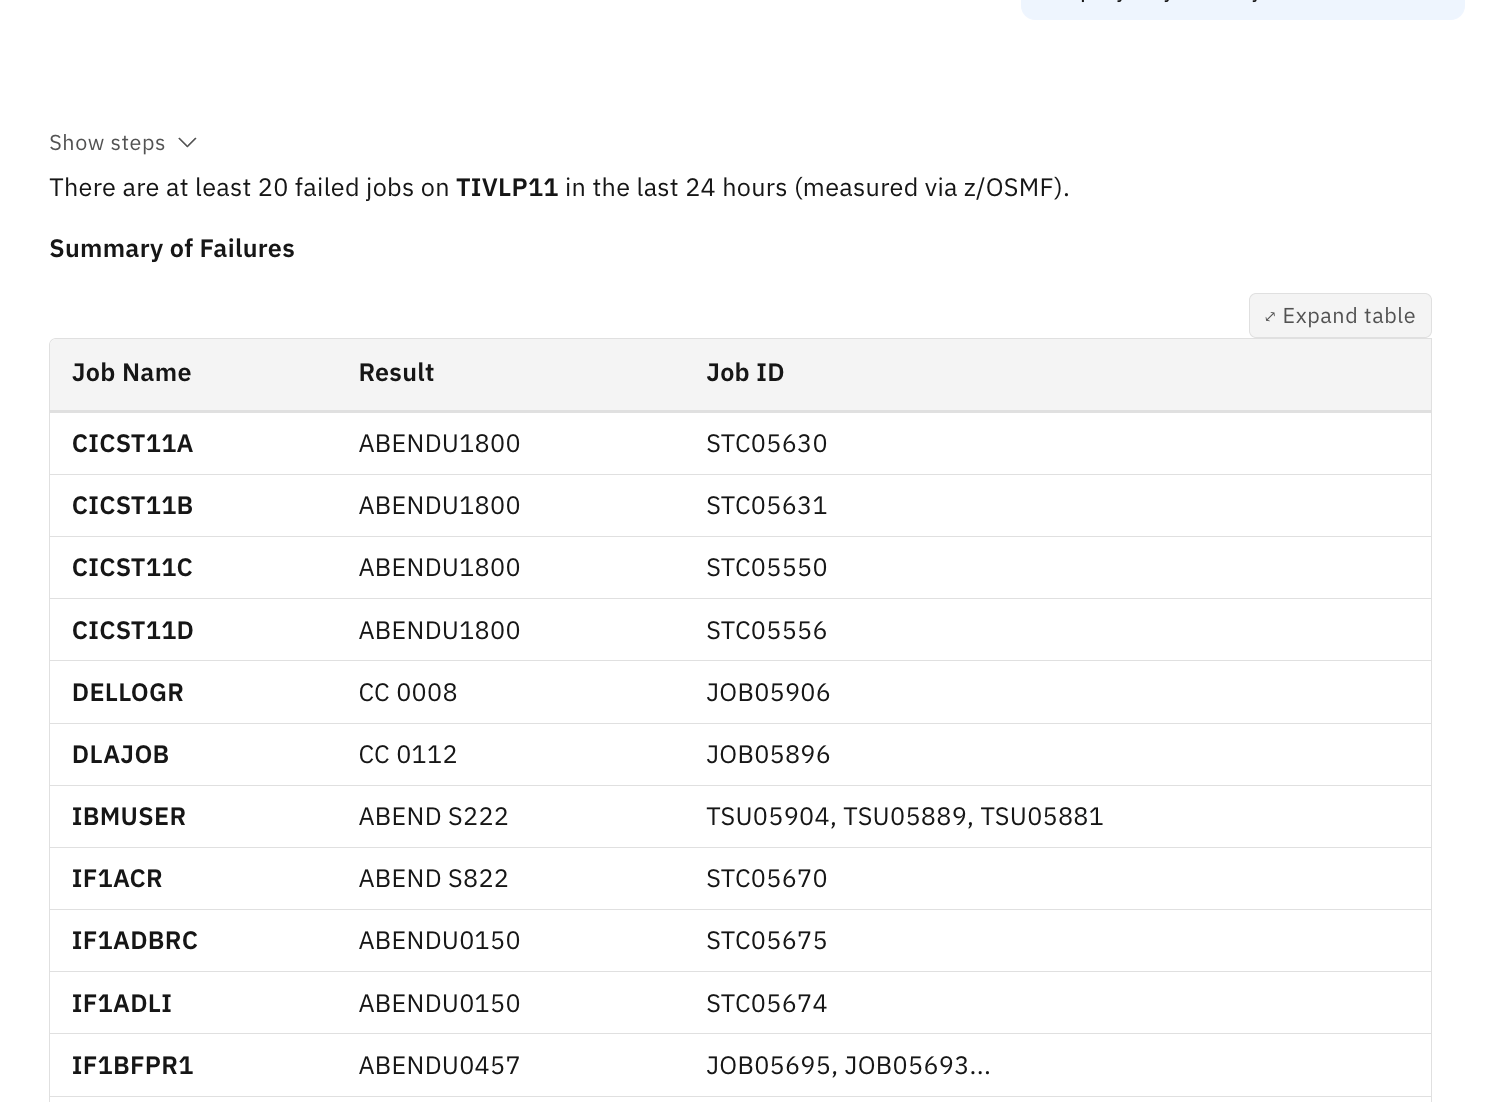 Show steps
There are at least 20 failed jobs on TIVLP11 in the last 24 hours (measured via z/OSMF).
Summary of Failures
Expand table
Job Name Result Job ID
CICST11A ABENDU1800 STC05630
CICST11B ABENDU1800 STC05631
CICST11C ABENDU1800 STC05550
CICST11D ABENDU1800 STC05556
DELLOGR CC 0008 JOB05906
DLAJOB CC 0112 JOB05896
IBMUSER ABEND S222 TSU05904, TSU05889, TSU05881
IF1ACR ABEND S822 STC05670
IF1ADBRC ABENDU0150 STC05675
IF1ADLI ABENDU0150 STC05674
IF1BFPR1 ABENDU0457 JOB05695, JOB05693...